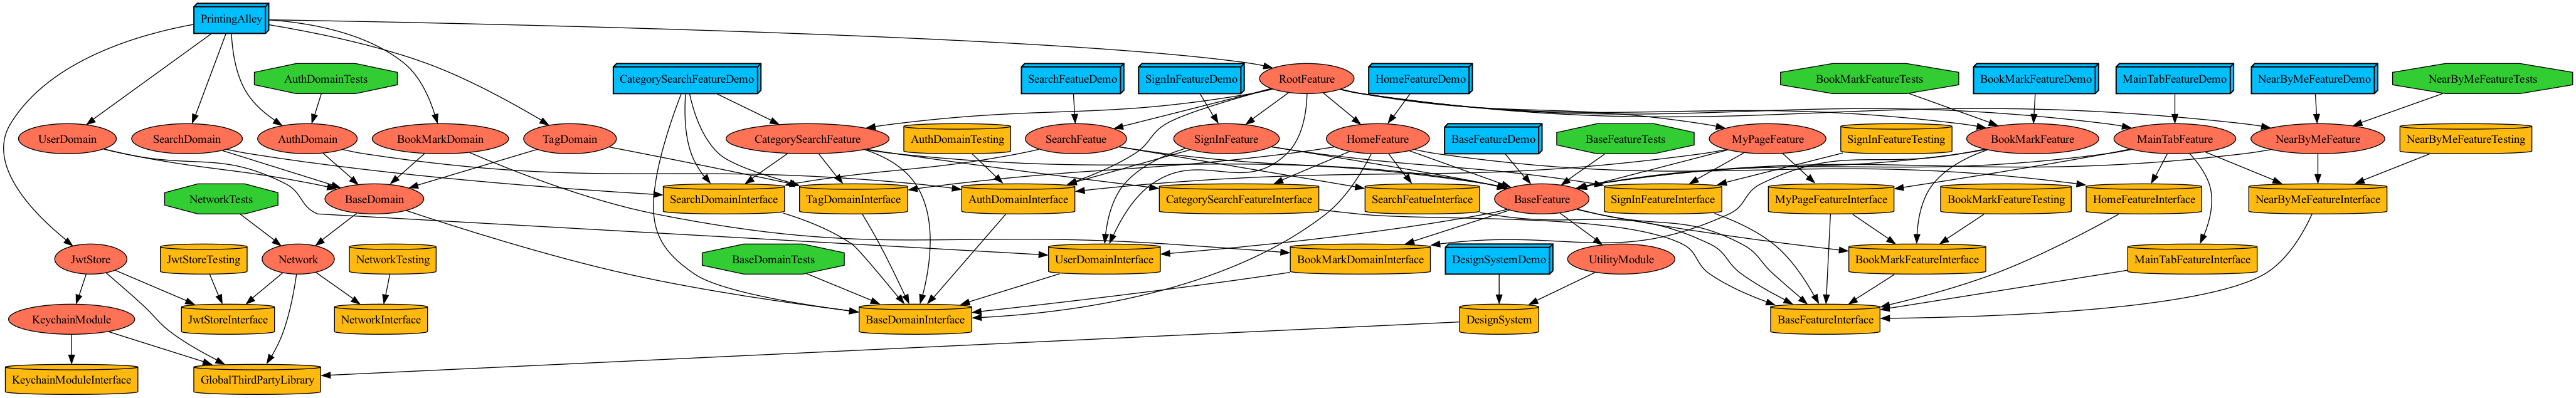 PrintingAlley
AuthDomainTests
CategorySearchFeatureDemo
SearchFeatueDemo
SignInFeatureDemo
RootFeature
HomeFeatureDemo
BookMarkFeatureTests
BookMarkFeatureDemo
MainTabFeatureDemo
NearByMeFeatureDemo
NearByMeFeatureTests
UserDomain
SearchDomain
AuthDomain
BookMarkDomain
TagDomain
CategorySearchFeature
AuthDomainTesting
SearchFeatue
SignInFeature
HomeFeature
BaseFeatureDemo
BaseFeatureTests
MyPageFeature
SignInFeatureTesting
BookMarkFeature
MainTabFeature
NearByMeFeature
NearByMeFeatureTesting
NetworkTests
BaseDomain
SearchDomainInterface
TagDomainInterface
AuthDomainInterface
CategorySearchFeatureInterface
SearchFeatueInterface
BaseFeature
SignInFeatureInterface
MyPageFeatureInterface
BookMarkFeatureTesting
HomeFeatureInterface
NearByMeFeatureInterface
JwtStore
JwtStoreTesting
Network
NetworkTesting
BaseDomainTests
UserDomainInterface
BookMarkDomainInterface
DesignSystemDemo
UtilityModule
BookMarkFeatureInterface
MainTabFeatureInterface
KeychainModule
JwtStoreInterface
NetworkInterface
BaseDomainInterface
DesignSystem
BaseFeatureInterface
KeychainModuleInterface
GlobalThirdPartyLibrary